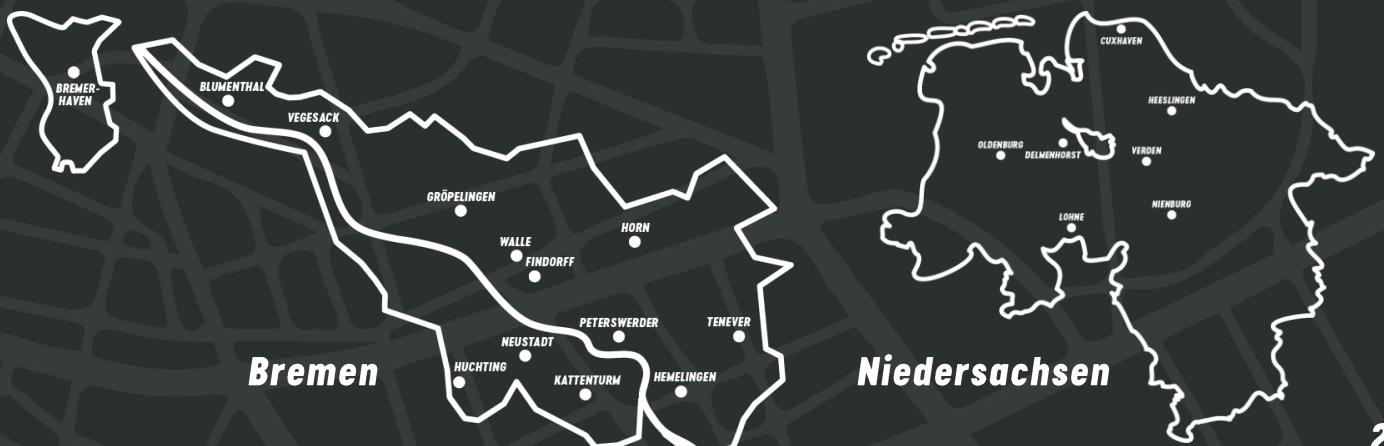 BREMER-
HAVEN
BLUMENTHAL
VEGESACK
GRÖPELINGEN
WALLE
FINDORFF
HORN
PETERSWERDER
TENEVER
NEUSTADT
HUCHTING
KATTENTURM
HEMELINGEN
Bremen
CUXHAVEN
HEESLINGEN
OLDENBURG
DELMENHORST
VERDEN
NIENBURG
LOHNE
Niedersachsen